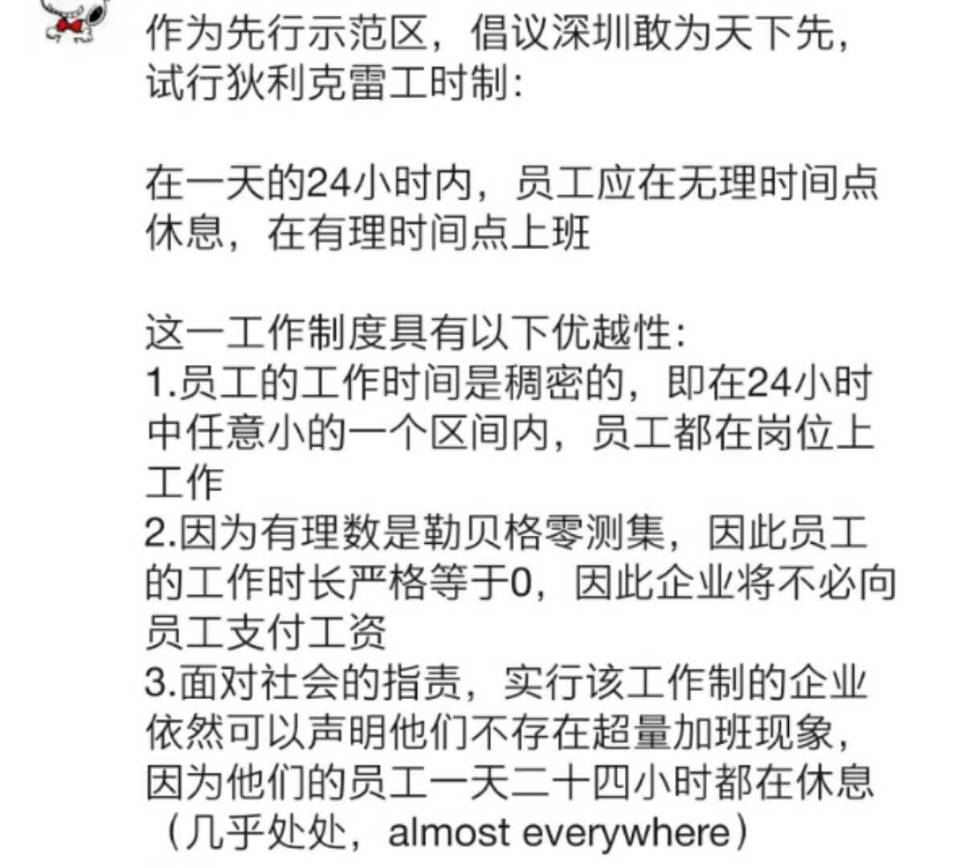 作为先行示范区，倡议深圳敢为天下先，
试行狄利克雷工时制：
在一天的24小时内，员工应在无理时间点
休息，在有理时间点上班
这一工作制度具有以下优越性：
1.员工的工作时间是稠密的，即在24小时
中任意小的一个区间内，员工都在岗位上
工作
2.因为有理数是勒贝格零测集，因此员工
的工作时长严格等于0，因此企业将不必向
员工支付工资
3.面对社会的指责，实行该工作制的企业
依然可以声明他们不存在超量加班现象，
因为他们的员工一天二十四小时都在休息
（几乎处处，almost everywhere）